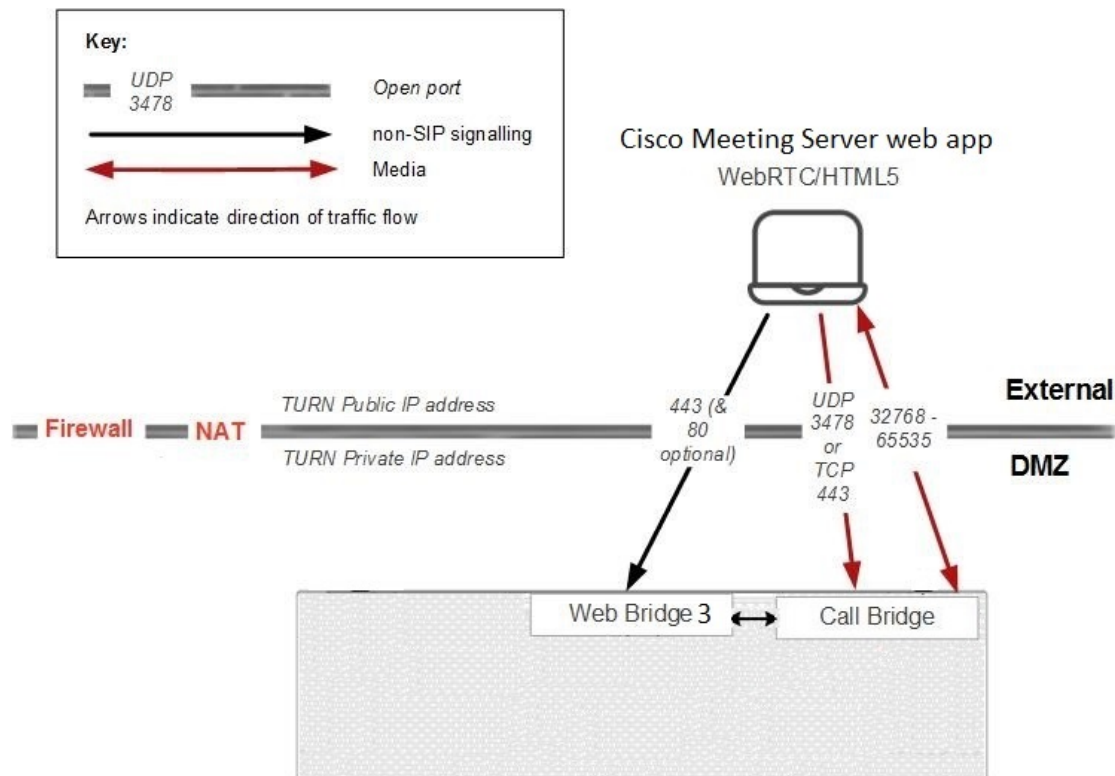 Key:
UDP
3478
Open port
non-SIP signalling
Media
Arrows indicate direction of traffic flow
Cisco Meeting Server web app
WebRTC/HTML5
Firewall
NAT
TURN Public IP address
TURN Private IP address
443 (&
80
optional)
UDP
3478
or
TCP
443
32768 -
65535
External
DMZ
Web Bridge 3
Call Bridge